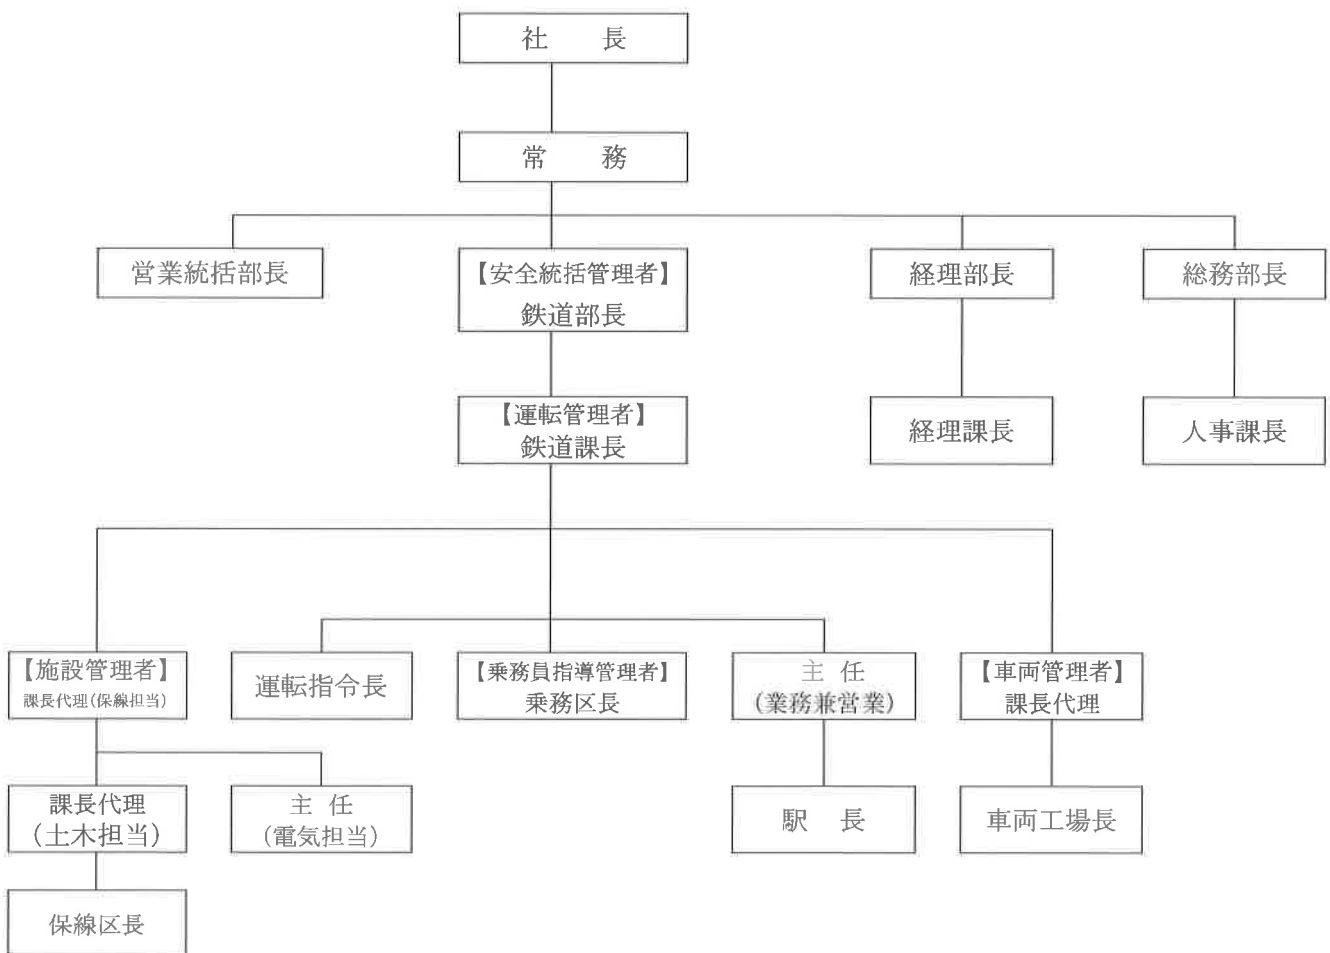 社　長
常　務
営業統括部長
【安全統括管理者】
鉄道部長
経理部長
総務部長
【運転管理者】
鉄道課長
経理課長
人事課長
【施設管理者】
課長代理(保線担当)
運転指令長
【乗務員指導管理者】
乗務区長
主 任
(業務兼営業)
【車両管理者】
課長代理
課長代理
(土木担当)
主 任
(電気担当)
駅　長
車両工場長
保線区長